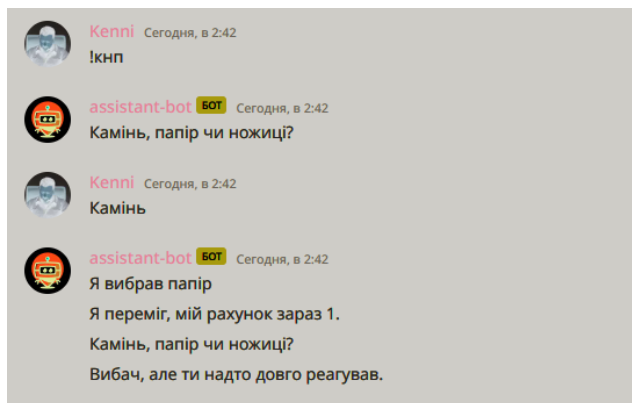 Kenni Сегодня, в 2:42
!кнп
assistant-bot БОТ Сегодня, в 2:42
Камінь, папір чи ножиці?
Kenni Сегодня, в 2:42
Камінь
assistant-bot БОТ Сегодня, в 2:42
Я вибрав папір
Я переміг, мій рахунок зараз 1.
Камінь, папір чи ножиці?
Вибач, але ти надто довго реагував.